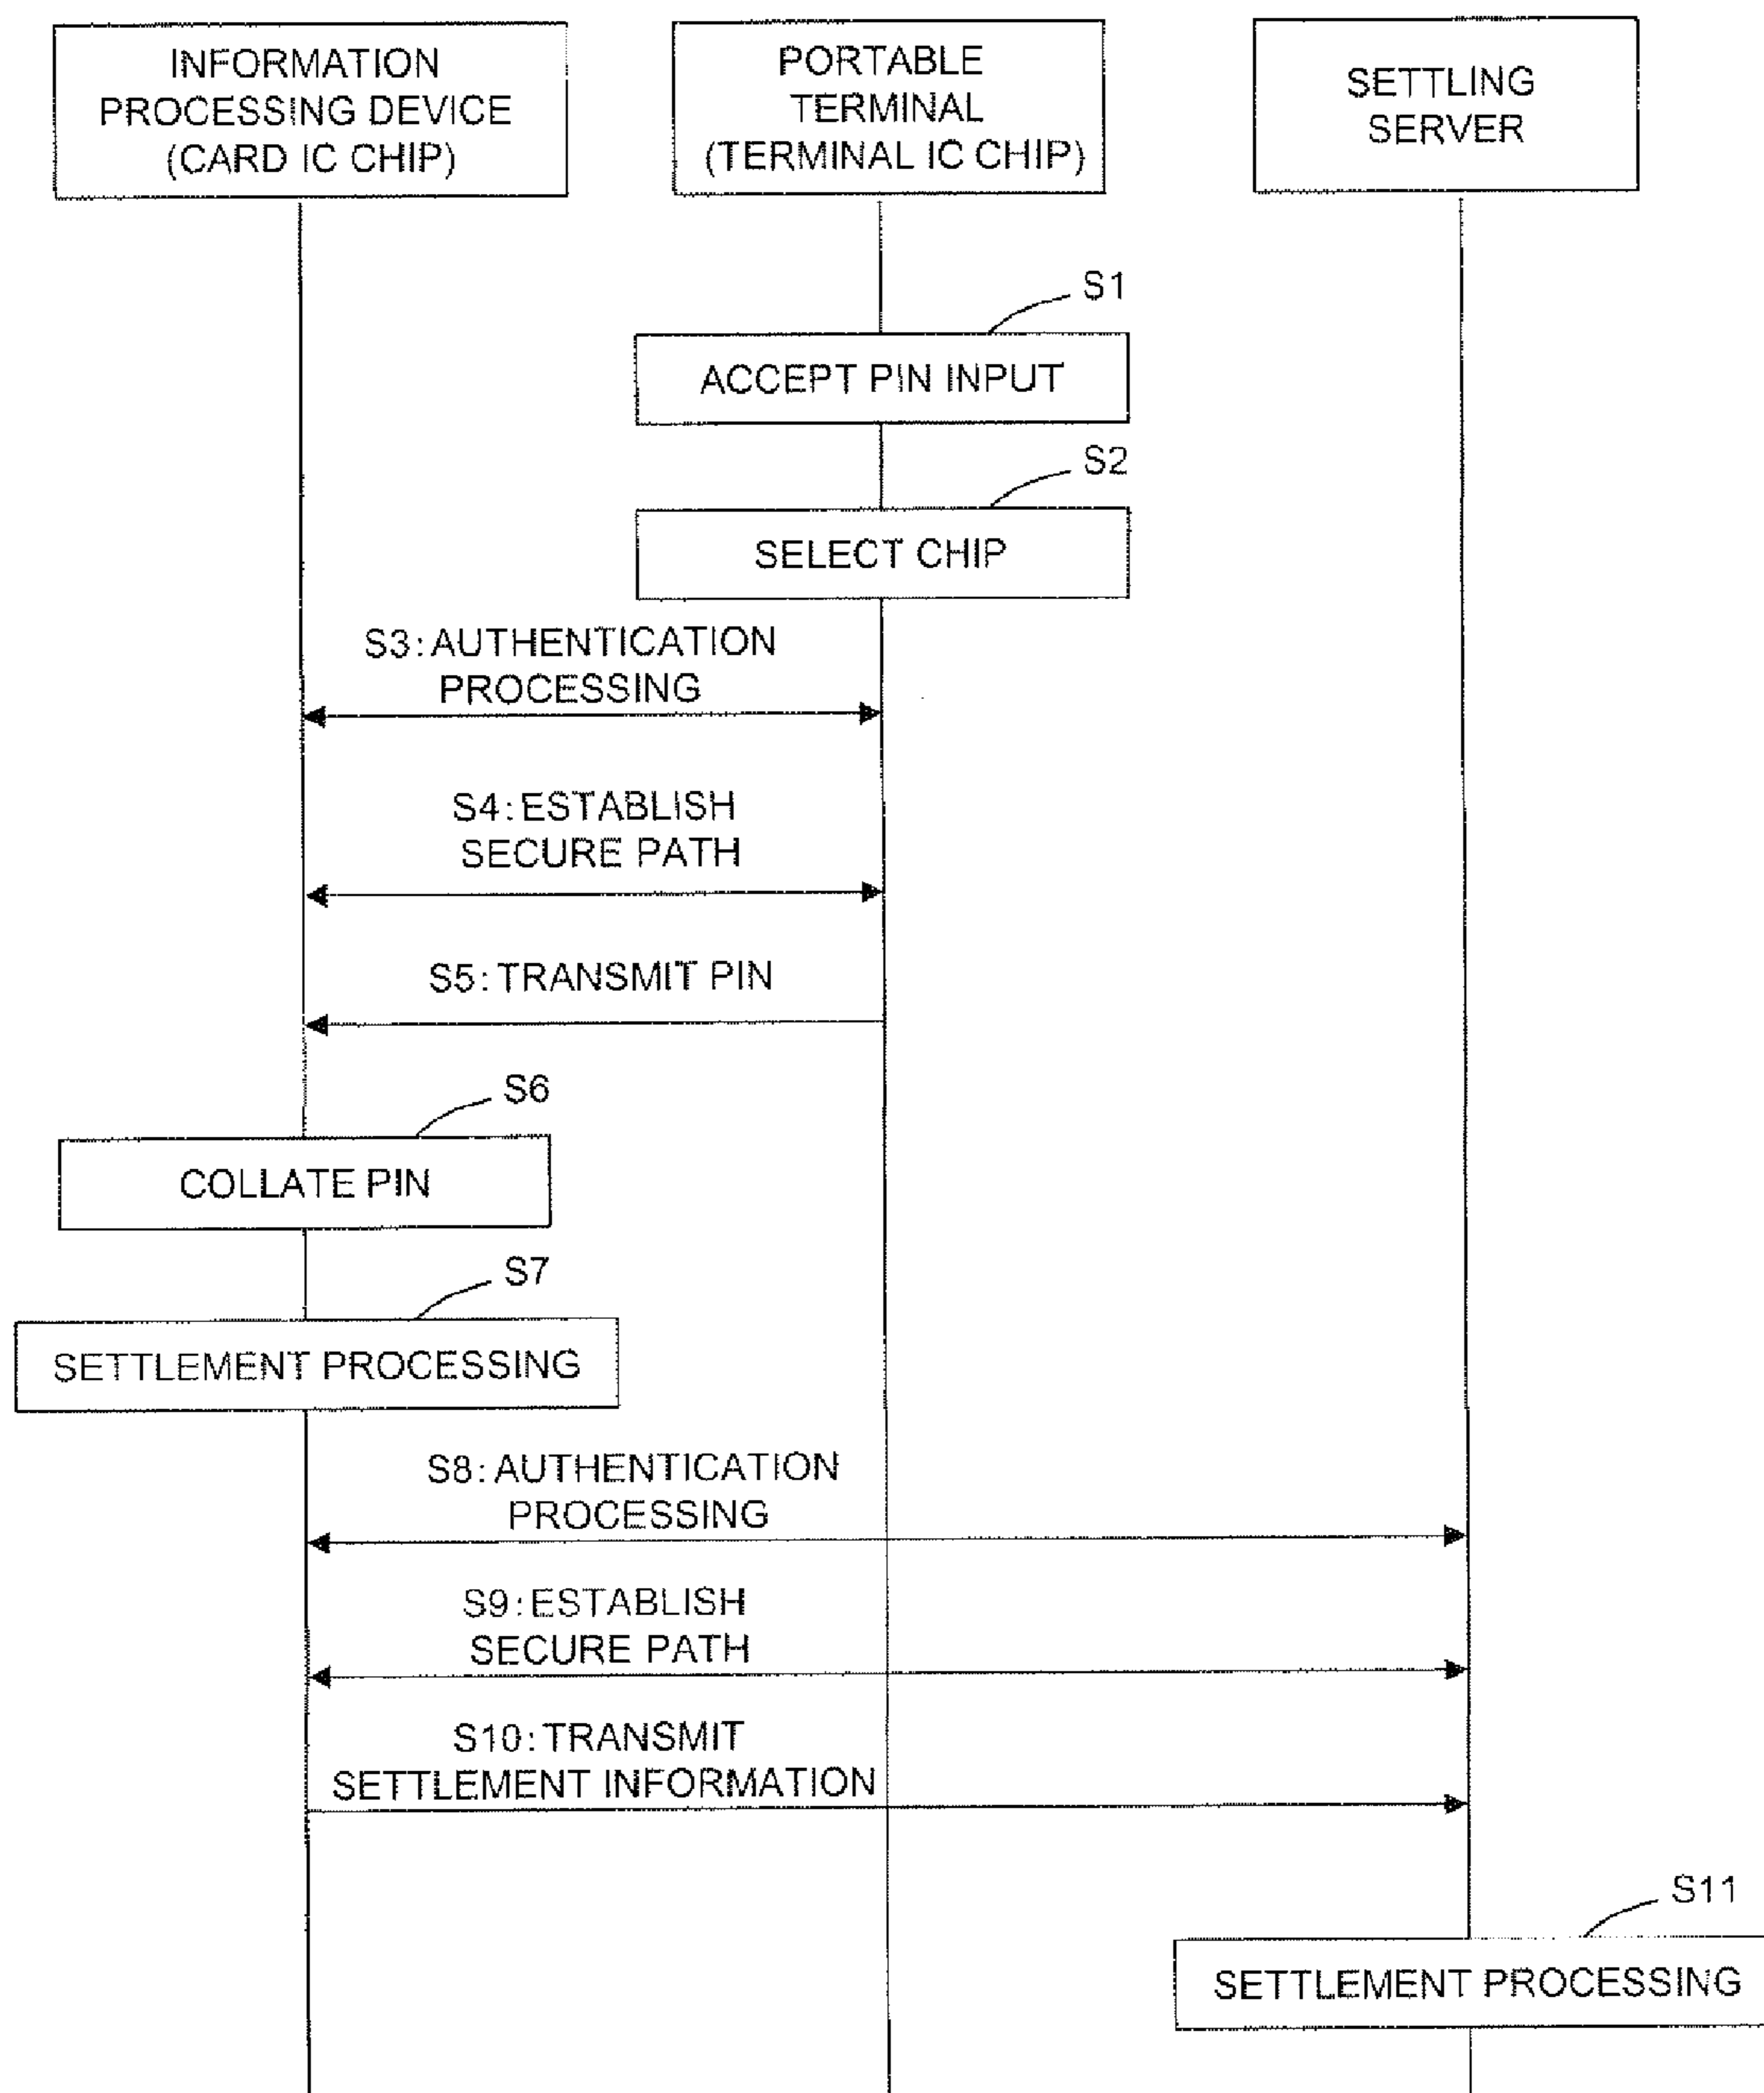 INFORMATION
PROCESSING DEVICE
(CARD IC CHIP)
PORTABLE
TERMINAL
(TERMINAL IC CHIP)
SETTLING
SERVER
S1
ACCEPT PIN INPUT
S2
SELECT CHIP
S3:AUTHENTICATION
PROCESSING
S4:ESTABLISH
SECURE PATH
S5:TRANSMIT PIN
S6
COLLATE PIN
S7
SETTLEMENT PROCESSING
S8:AUTHENTICATION
PROCESSING
S9:ESTABLISH
SECURE PATH
S10:TRANSMIT
SETTLEMENT INFORMATION
S11
SETTLEMENT PROCESSING